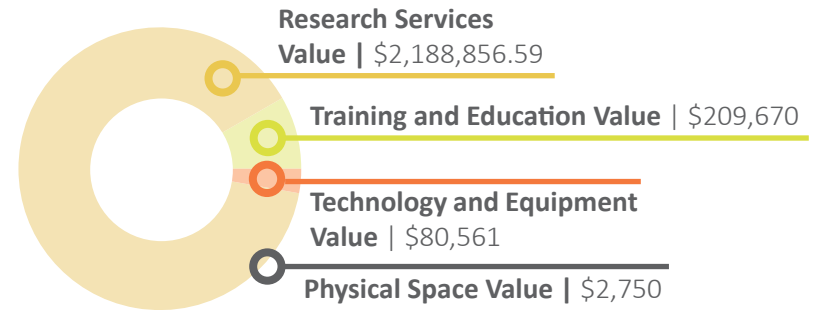 Research Services
Value | $2,188,856.59
Training and Education Value | $209,670
Technology and Equipment
Value | $80,561
Physical Space Value | $2,750